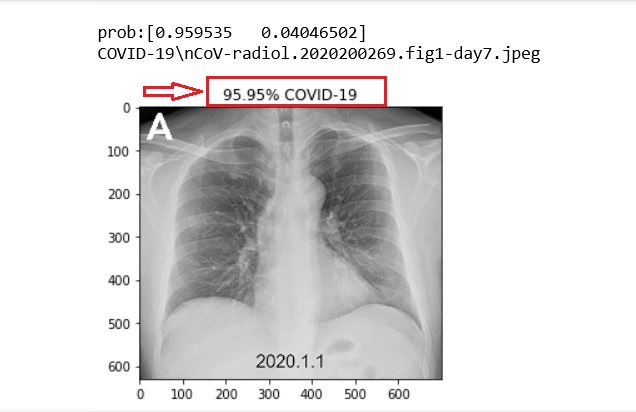 prob:[0.959535   0.04046502]
COVID-19\nCoV-radiol.2020200269.fig1-day7.jpeg
95.95% COVID-19
A
0
100
200
300
400
500
600
2020.1.1
0 100 200 300 400 500 600